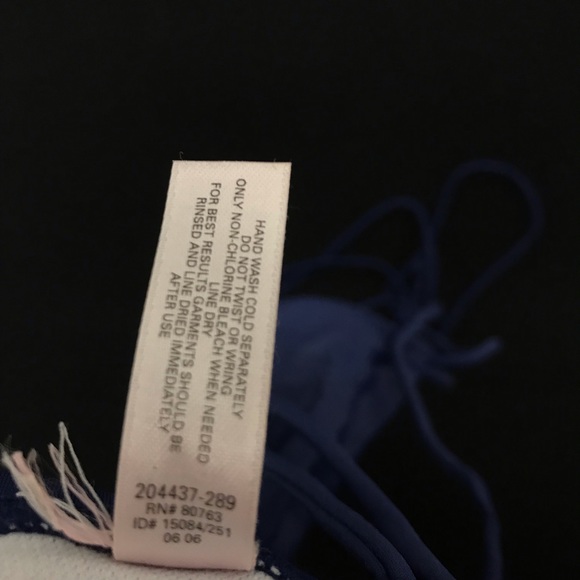 HAND WASH COLD SEPARATELY
DO NOT TWIST OR WRING
ONLY NON-CHLORINE BLEACH WHEN NEEDED
LINE DRY
FOR BEST RESULTS GARMENTS SHOULD BE
RINSED AND LINE DRIED IMMEDIATELY
AFTER USE
204437-289
RN# 80763
ID# 15084/251
06 06